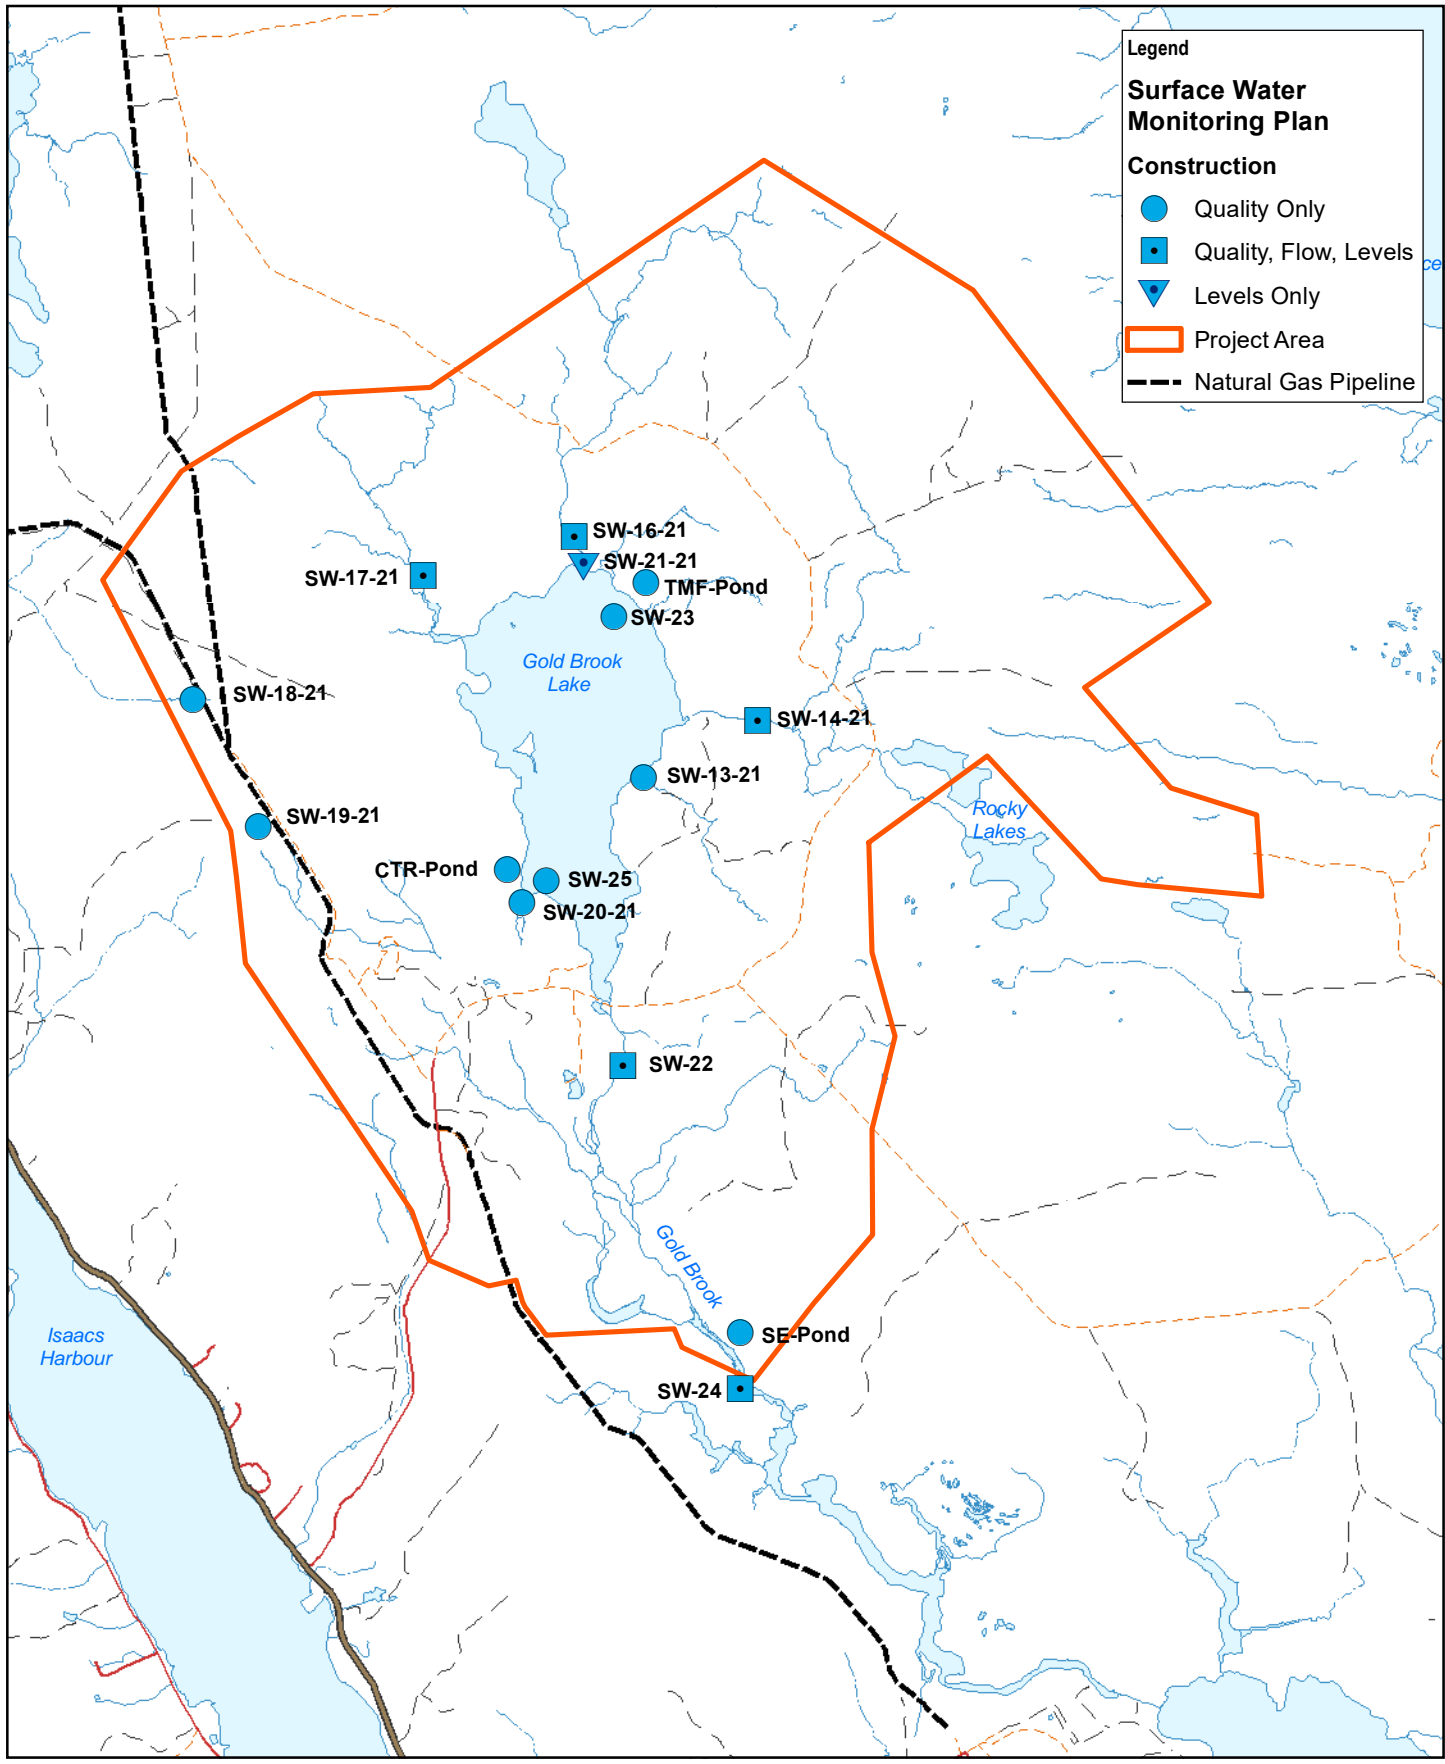 Legend
Surface Water
Monitoring Plan
Construction
Quality Only
Quality, Flow, Levels
Levels Only
Project Area
Natural Gas Pipeline
ce
SW-16-21
SW-21-21
SW-17-21
TMF-Pond
SW-23
Gold Brook
Lake
SW-18-21
SW-14-21
SW-13-21
SW-19-21
Rocky
Lakes
CTR-Pond
SW-25
SW-20-21
SW-22
Gold Brook
SE-Pond
Isaacs
Harbour
SW-24